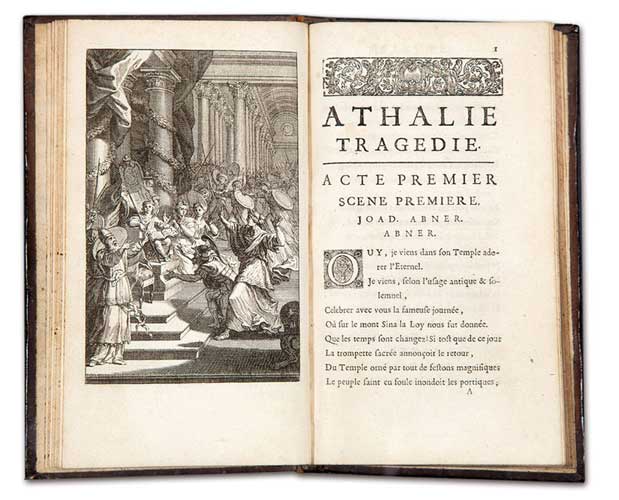 1
ATHALIE
TRAGEDIE.
ACTE PREMIER
SCENE PREMIERE.
JOAD. ABNER.
ABNER.
OUY, je viens dans ſon Temple ado-
rer l'Eternel.
Je viens, ſelon l'uſage antique & ſo-
lemnel,
Celebrer avec vous la fameuſe journée,
Où ſur le mont Sina la Loy nous fut donnée.
Que les temps ſont changez! Si toſt que de ce jour
La trompette ſacrée annonçoit le retour,
Du Temple orné par tout de feſtons magnifiques
Le peuple ſaint en foule inondoit les portiques;
A